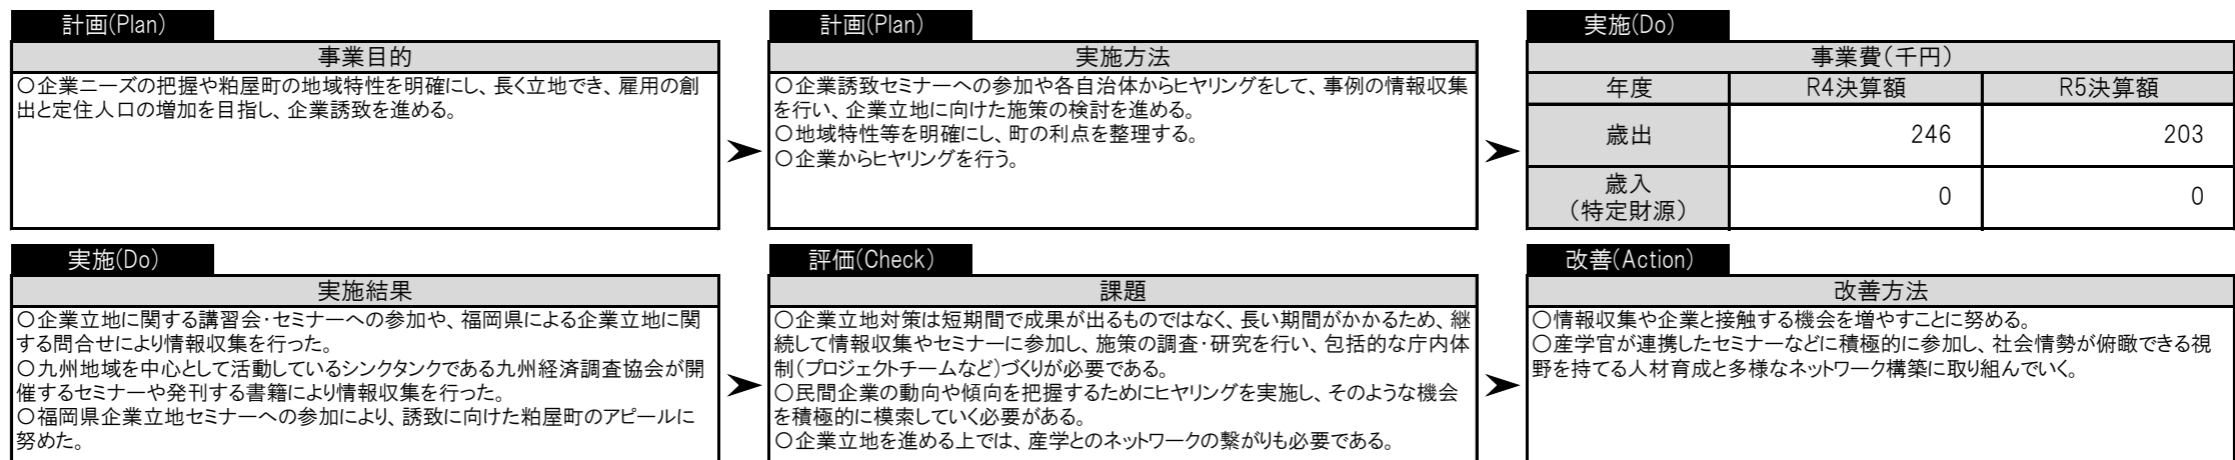 計画(Plan)
事業目的
〇企業ニーズの把握や粕屋町の地域特性を明確にし、長く立地でき、雇用の創
出と定住人口の増加を目指し、企業誘致を進める。
計画(Plan)
実施方法
〇企業誘致セミナーへの参加や各自治体からヒヤリングをして、事例の情報収集
を行い、企業立地に向けた施策の検討を進める。
〇地域特性等を明確にし、町の利点を整理する。
〇企業からヒヤリングを行う。
実施(Do)
事業費(千円)
年度 R4決算額 R5決算額
歳出 246 203
歳入
(特定財源) 0 0
実施(Do)
実施結果
〇企業立地に関する講習会・セミナーへの参加や、福岡県による企業立地に関
する問合せにより情報収集を行った。
〇九州地域を中心として活動しているシンクタンクである九州経済調査協会が開
催するセミナーや発刊する書籍により情報収集を行った。
〇福岡県企業立地セミナーへの参加により、誘致に向けた粕屋町のアピールに
努めた。
評価(Check)
課題
〇企業立地対策は短期間で成果が出るものではなく、長い期間がかかるため、継
続して情報収集やセミナーに参加し、施策の調査・研究を行い、包括的な庁内体
制(プロジェクトチームなど)づくりが必要である。
〇民間企業の動向や傾向を把握するためにヒヤリングを実施し、そのような機会
を積極的に模索していく必要がある。
〇企業立地を進める上では、産学とのネットワークの繋がりも必要である。
改善(Action)
改善方法
〇情報収集や企業と接触する機会を増やすことに努める。
〇産学官が連携したセミナーなどに積極的に参加し、社会情勢が俯瞰できる視
野を持てる人材育成と多様なネットワーク構築に取り組んでいく。